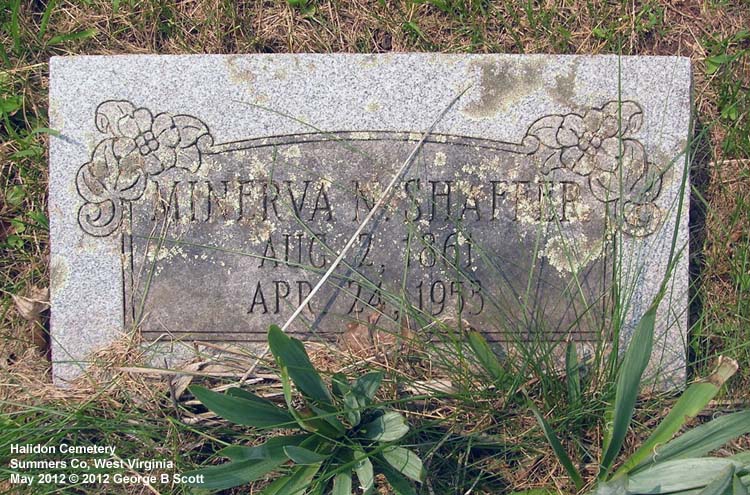 MINERVA N. SHAFFER
AUG. 2, 1861
APR. 24, 1953
Halidon Cemetery
Summers Co, West Virginia
May 2012 © 2012 George B Scott